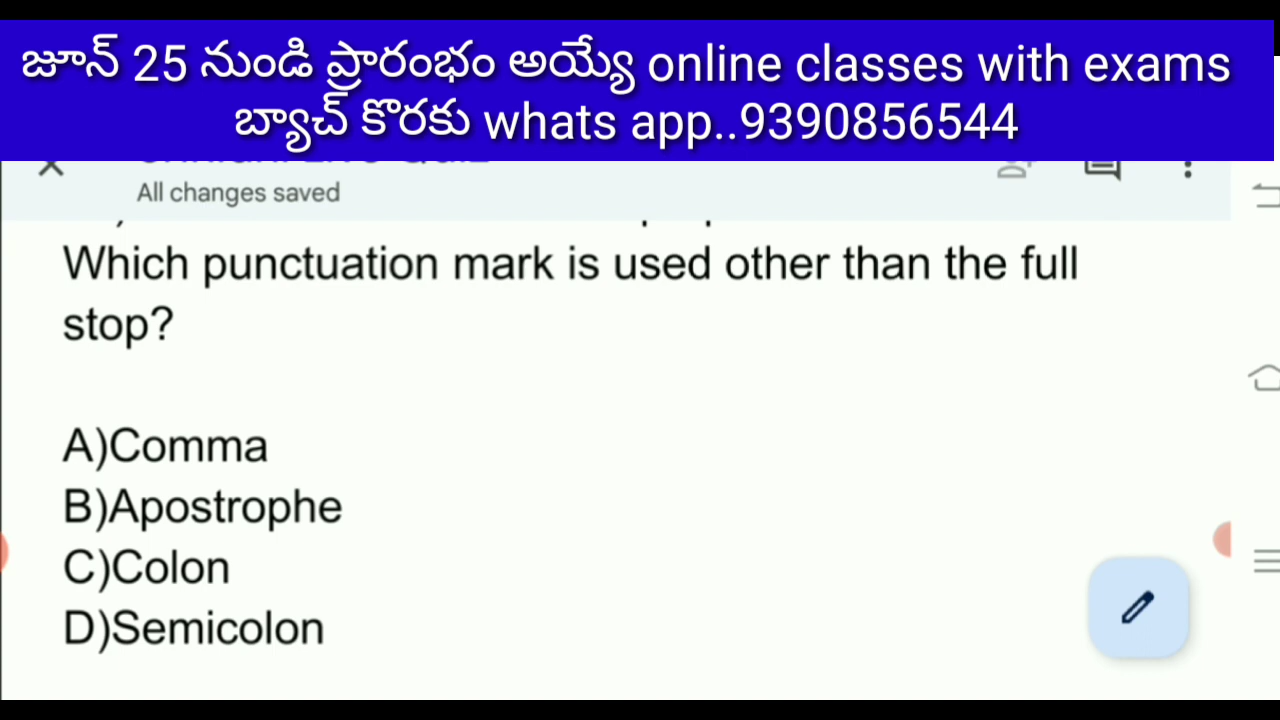 జూన్ 25 నుండి ప్రారంభం అయ్యే online classes with exams
బ్యాచ్ కొరకు whats app..9390856544
All changes saved
Which punctuation mark is used other than the full
stop?
A)Comma
B)Apostrophe
C)Colon
D)Semicolon